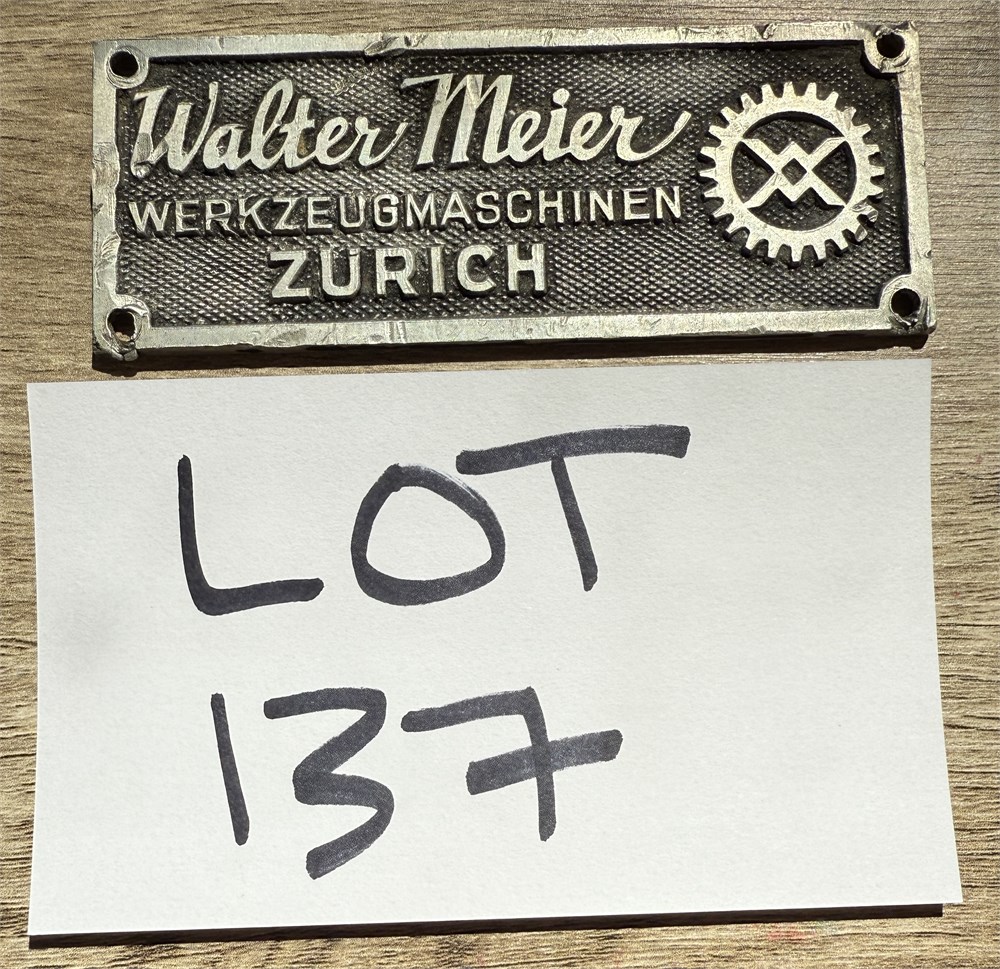 Walter Meier
WERKZEUGMASCHINEN
ZÜRICH
LOT
137